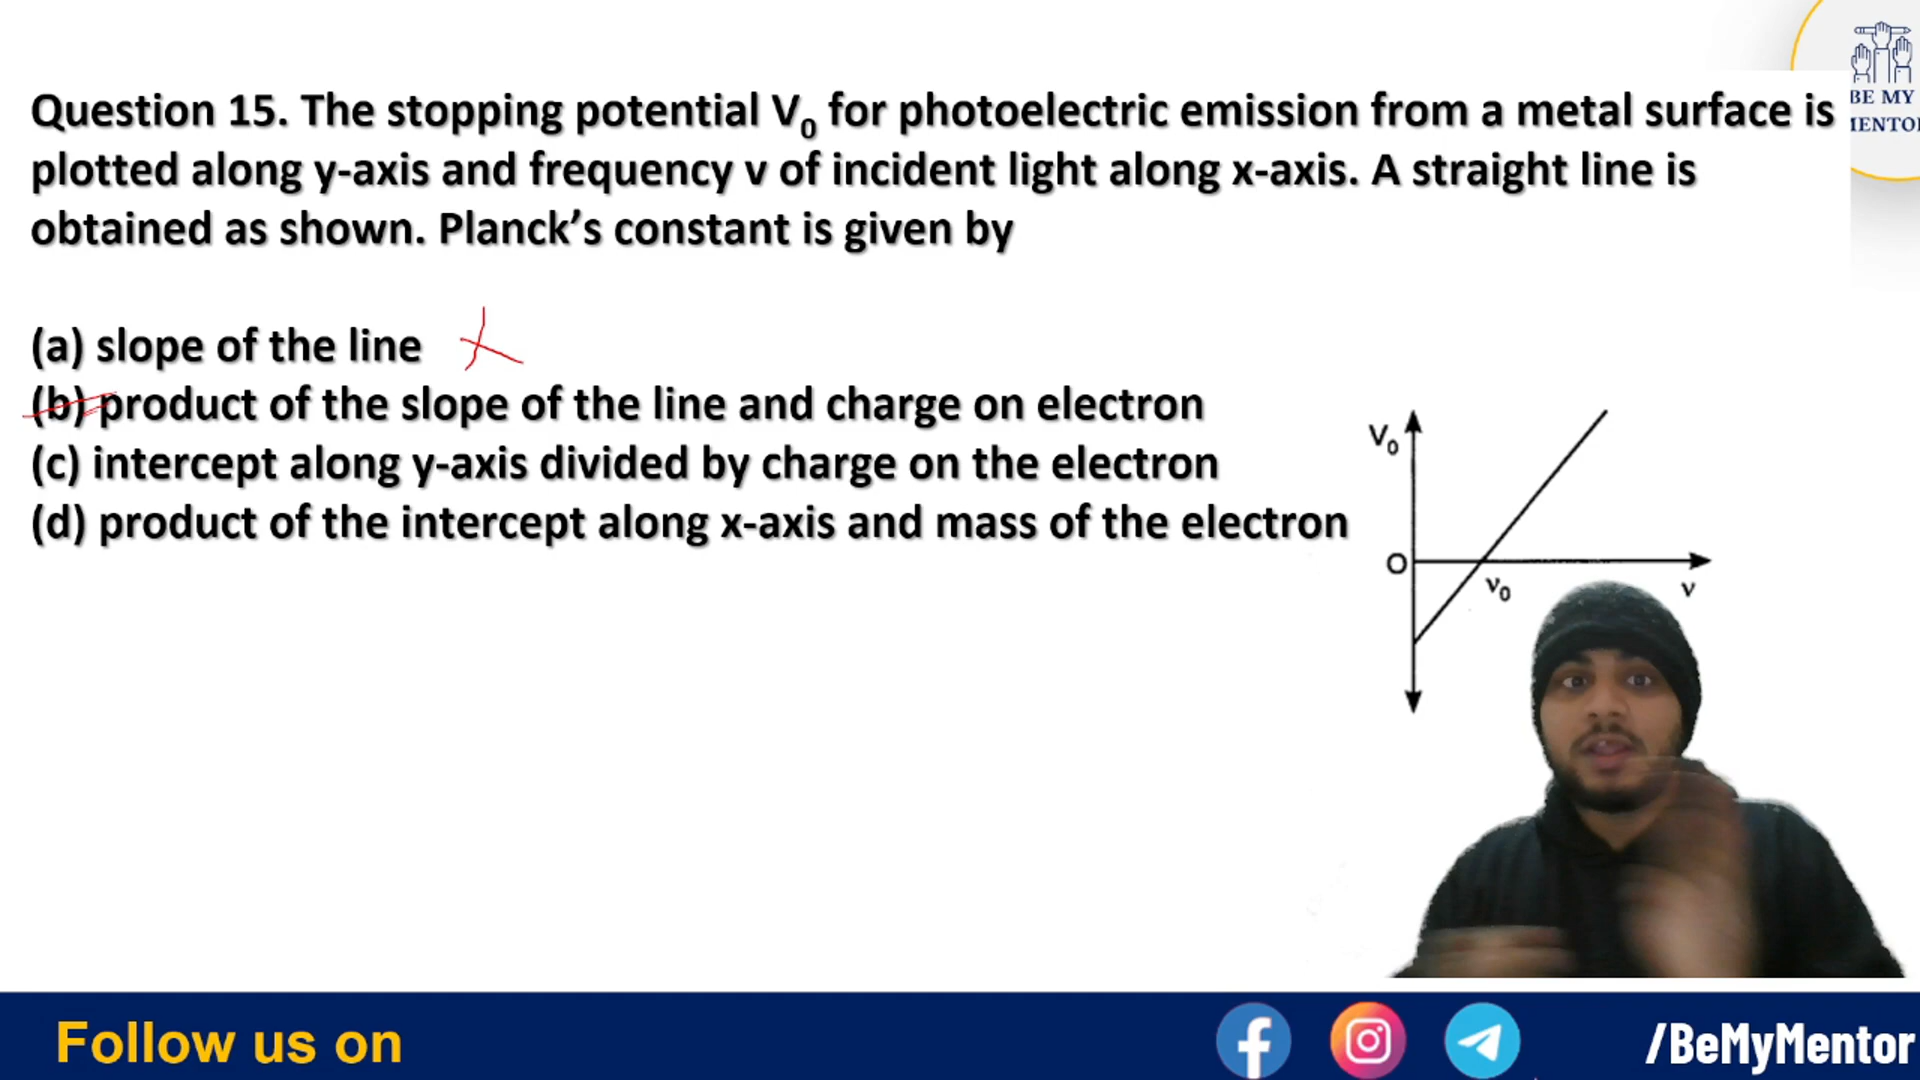 Question 15. The stopping potential V₀ for photoelectric emission from a metal surface is
plotted along y-axis and frequency v of incident light along x-axis. A straight line is
obtained as shown. Planck’s constant is given by
(a) slope of the line
(b) product of the slope of the line and charge on electron
(c) intercept along y-axis divided by charge on the electron
(d) product of the intercept along x-axis and mass of the electron
V₀
O
ν₀
ν
BE MY
MENTO
Follow us on
/BeMyMentor